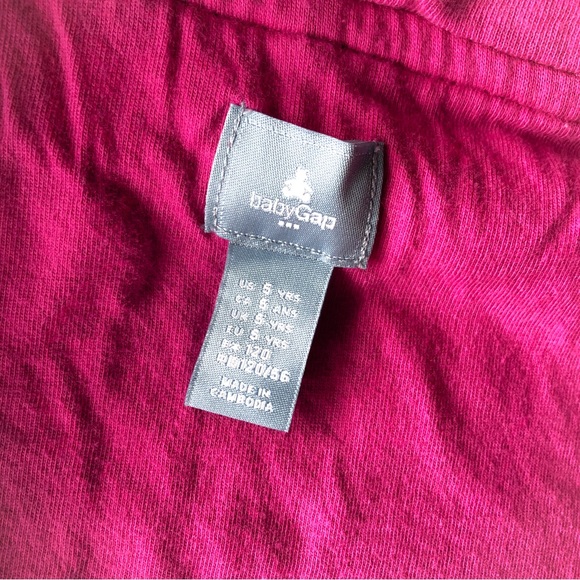 babyGap
US 5 YRS
CA 5 ANS
UK 5 YRS
EU 5 YRS
120
120/56
MADE IN
CAMBODIA